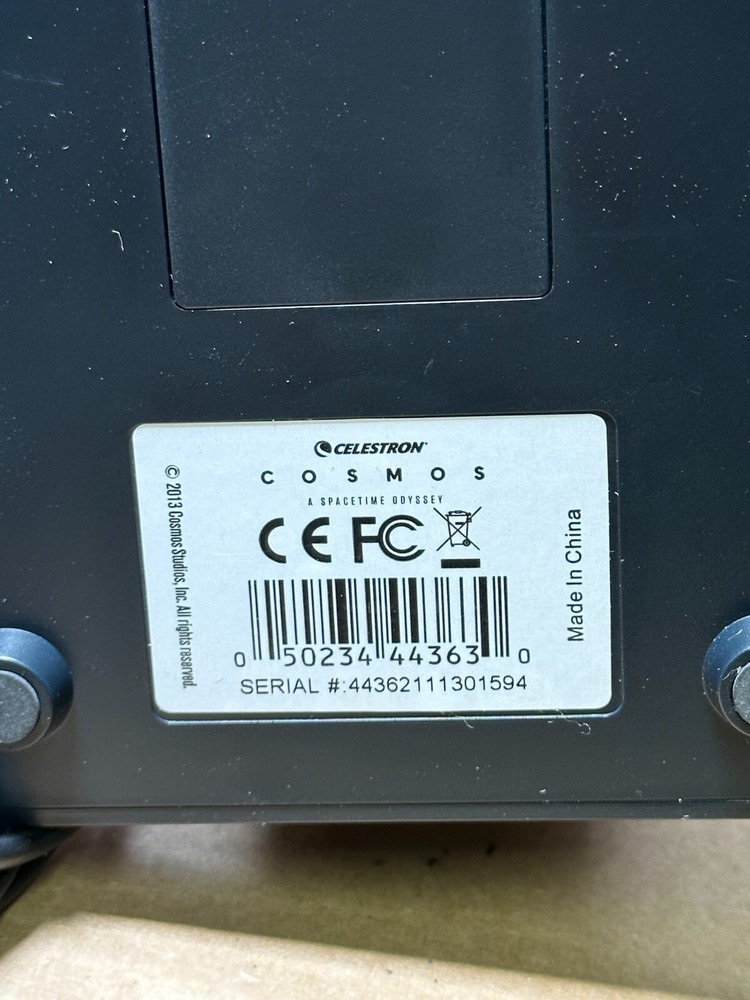 CELESTRON
COSMOS
A SPACETIME ODYSSEY
CE FC
0 50234 44363 0
SERIAL #:44362111301594
© 2013 Cosmos Studios, Inc. All rights reserved.
Made In China